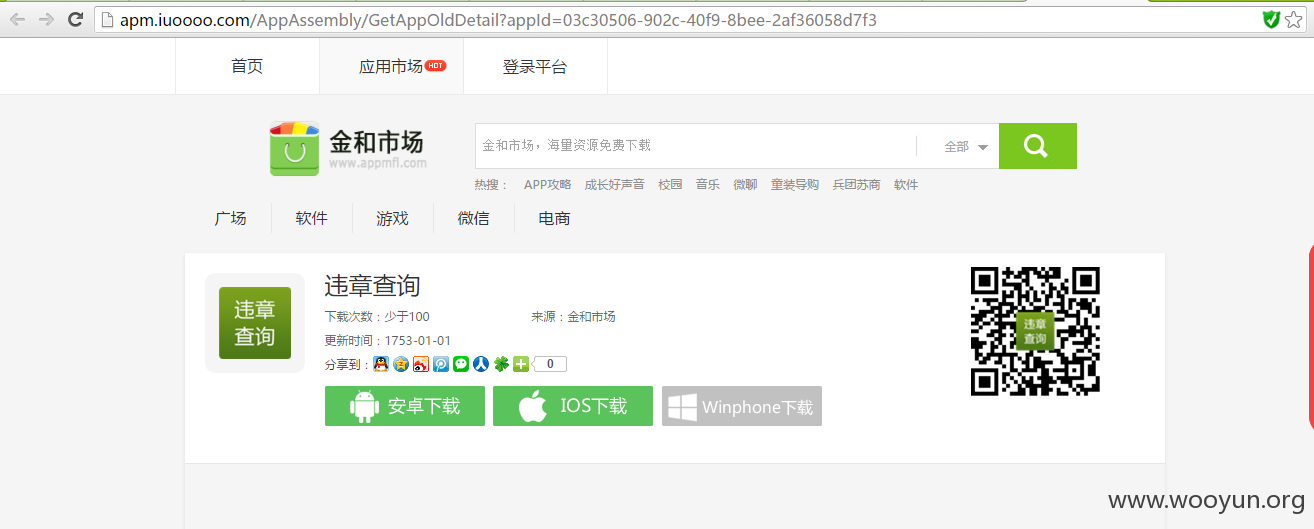 apm.iuoooo.com/AppAssembly/GetAppOldDetail?appId=03c30506-902c-40f9-8bee-2af36058d7f3
首页 应用市场 HOT 登录平台
金和市场
www.appmfl.com
金和市场，海量资源免费下载 全部
热搜： APP攻略 成长好声音 校园 音乐 微聊 童装导购 兵团苏商 软件
广场 软件 游戏 微信 电商
违章
查询
违章查询
下载次数：少于100 来源：金和市场
更新时间：1753-01-01
分享到： 0
安卓下载 IOS下载 Winphone下载
违章
查询
www.wooyun.org